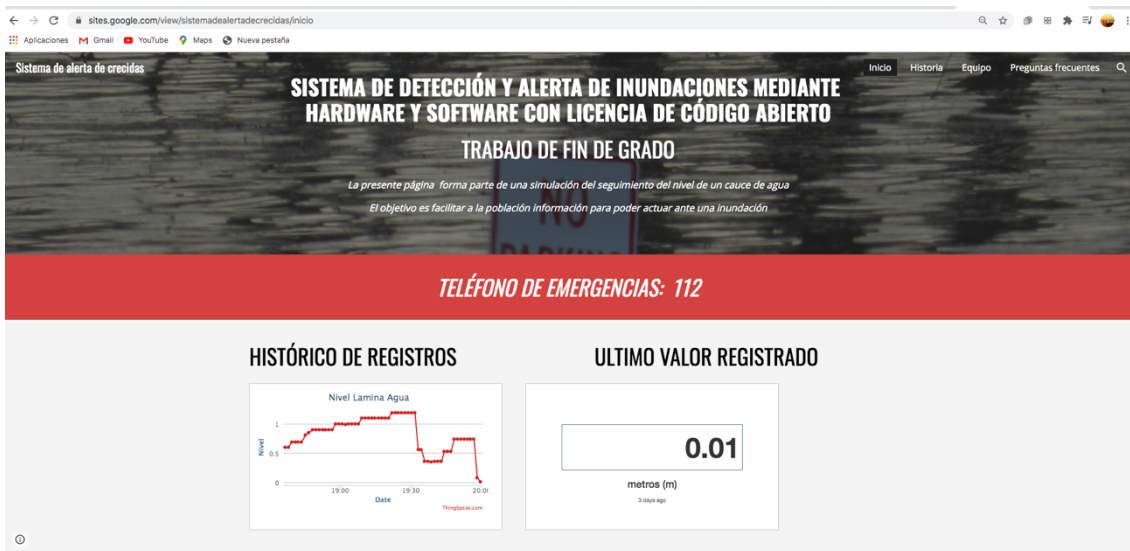 sites.google.com/view/sistemadealertadecrecidas/inicio
Aplicaciones Gmail YouTube Maps Nueva pestaña
Sistema de alerta de crecidas
Inicio Historia Equipo Preguntas frecuentes
SISTEMA DE DETECCIÓN Y ALERTA DE INUNDACIONES MEDIANTE
HARDWARE Y SOFTWARE CON LICENCIA DE CÓDIGO ABIERTO
TRABAJO DE FIN DE GRADO
La presente página forma parte de una simulación del seguimiento del nivel de un cauce de agua
El objetivo es facilitar a la población información para poder actuar ante una inundación
NO
PARKING
TELÉFONO DE EMERGENCIAS: 112
HISTÓRICO DE REGISTROS
ULTIMO VALOR REGISTRADO
Nivel Lamina Agua
Nivel
1
0.5
0
19:00 19:30 20:00
Date
ThingSpeak.com
0.01
metros (m)
3 days ago